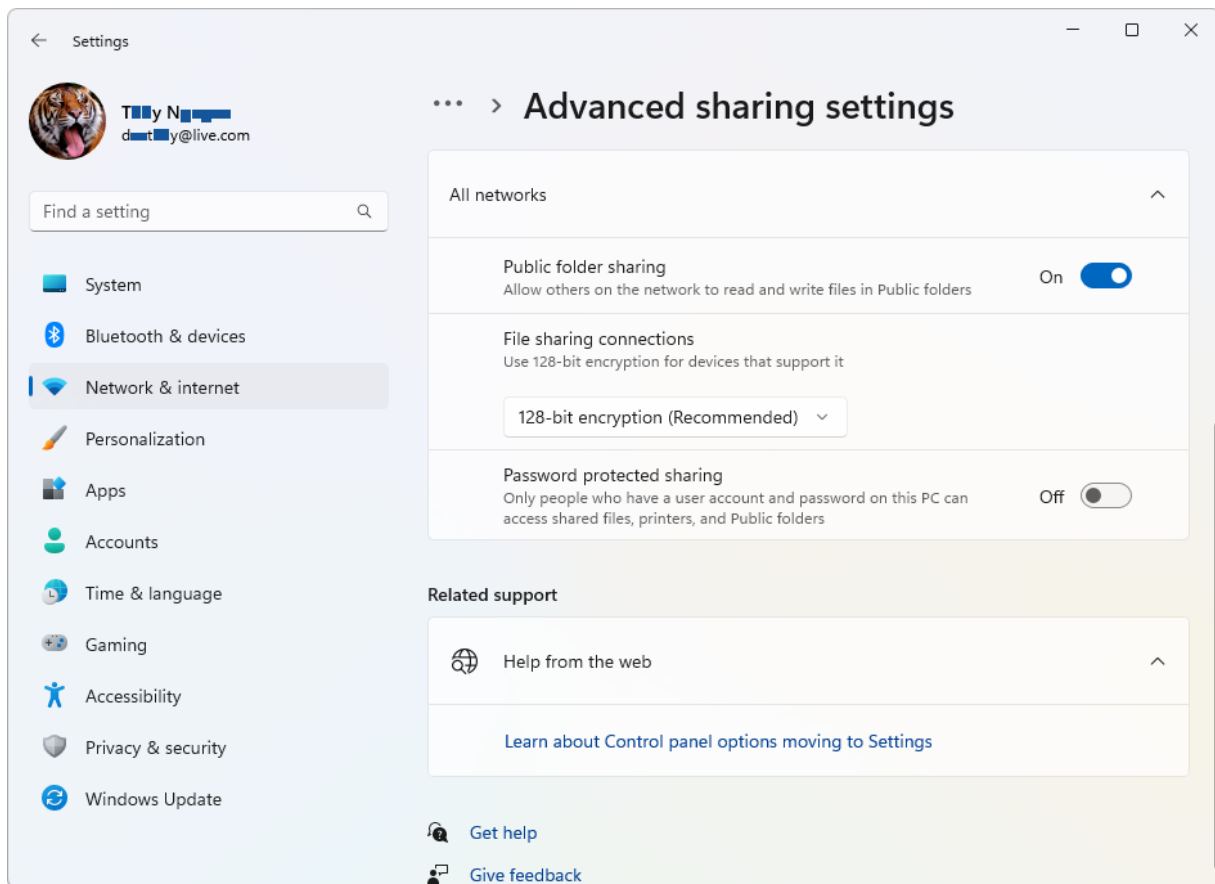 Settings
@live.com
Find a setting
System
Bluetooth & devices
Network & internet
Personalization
Apps
Accounts
Time & language
Gaming
Accessibility
Privacy & security
Windows Update
··· > Advanced sharing settings
All networks
Public folder sharing
Allow others on the network to read and write files in Public folders
On
File sharing connections
Use 128-bit encryption for devices that support it
128-bit encryption (Recommended)
Password protected sharing
Only people who have a user account and password on this PC can
access shared files, printers, and Public folders
Off
Related support
Help from the web
Learn about Control panel options moving to Settings
Get help
Give feedback